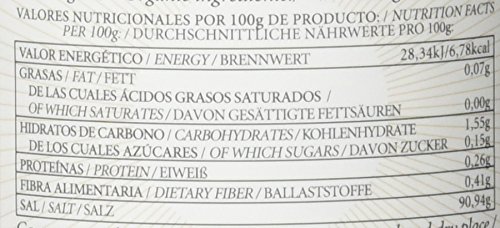 VALORES NUTRICIONALES POR 100g DE PRODUCTO: / NUTRITION FACTS
PER 100g: / DURCHSCHNITTLICHE NÄHRWERTE PRO 100g:
VALOR ENERGÉTICO / ENERGY / BRENNWERT 28,34kJ/6,78kcal
GRASAS / FAT / FETT 0,07g
DE LAS CUALES ÁCIDOS GRASOS SATURADOS /
OF WHICH SATURATES / DAVON GESÄTTIGTE FETTSÄUREN 0,00g
HIDRATOS DE CARBONO / CARBOHYDRATES / KOHLENHYDRATE 1,55g
DE LOS CUALES AZÚCARES / OF WHICH SUGARS / DAVON ZUCKER 0,15g
PROTEÍNAS / PROTEIN / EIWEIß 0,26g
FIBRA ALIMENTARIA / DIETARY FIBER / BALLASTSTOFFE 0,41g
SAL / SALT / SALZ 90,94g